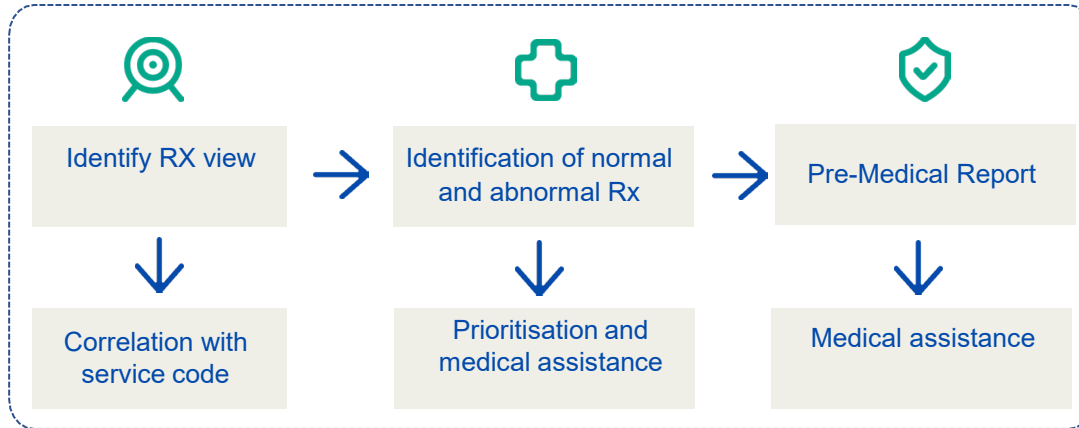 Identify RX view
Identification of normal
and abnormal Rx
Pre-Medical Report
Correlation with
service code
Prioritisation and
medical assistance
Medical assistance